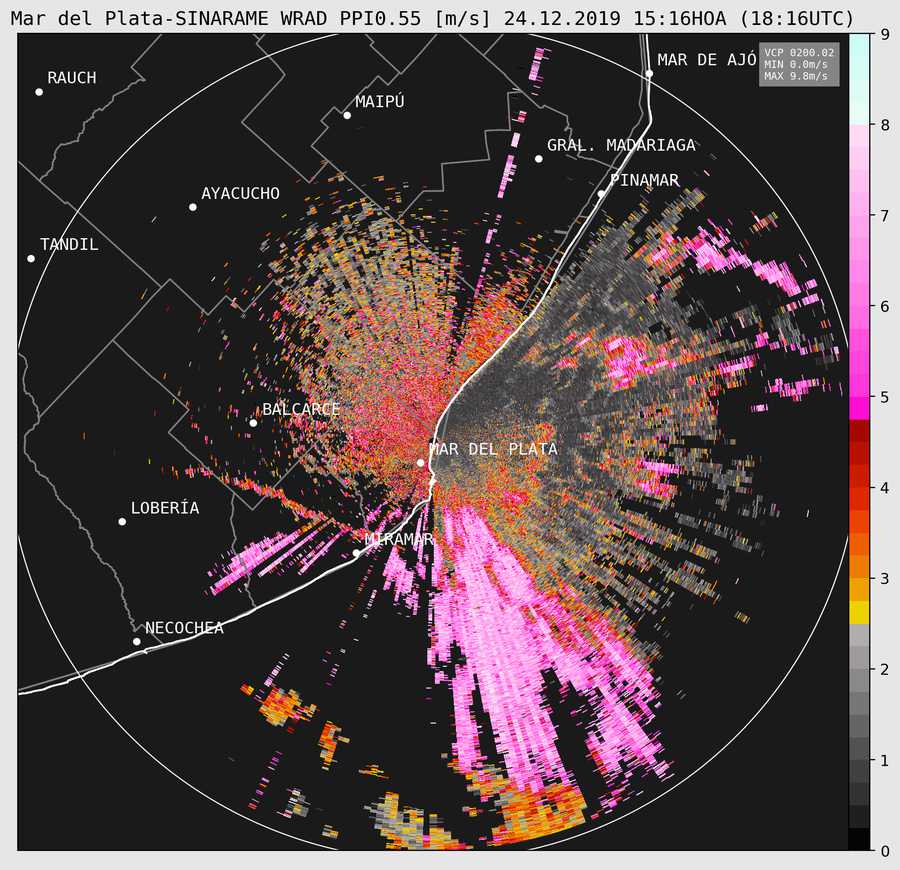 Mar del Plata-SINARAME WRAD PPI0.55 [m/s] 24.12.2019 15:16HOA (18:16UTC)
VCP 0200.02
MIN 0.0m/s
MAX 9.8m/s
MAR DE AJÓ
RAUCH
MAIPÚ
GRAL. MADARIAGA
PINAMAR
AYACUCHO
TANDIL
BALCARCE
MAR DEL PLATA
LOBERÍA
MIRAMAR
NECOCHEA
9
8
7
6
5
4
3
2
1
0